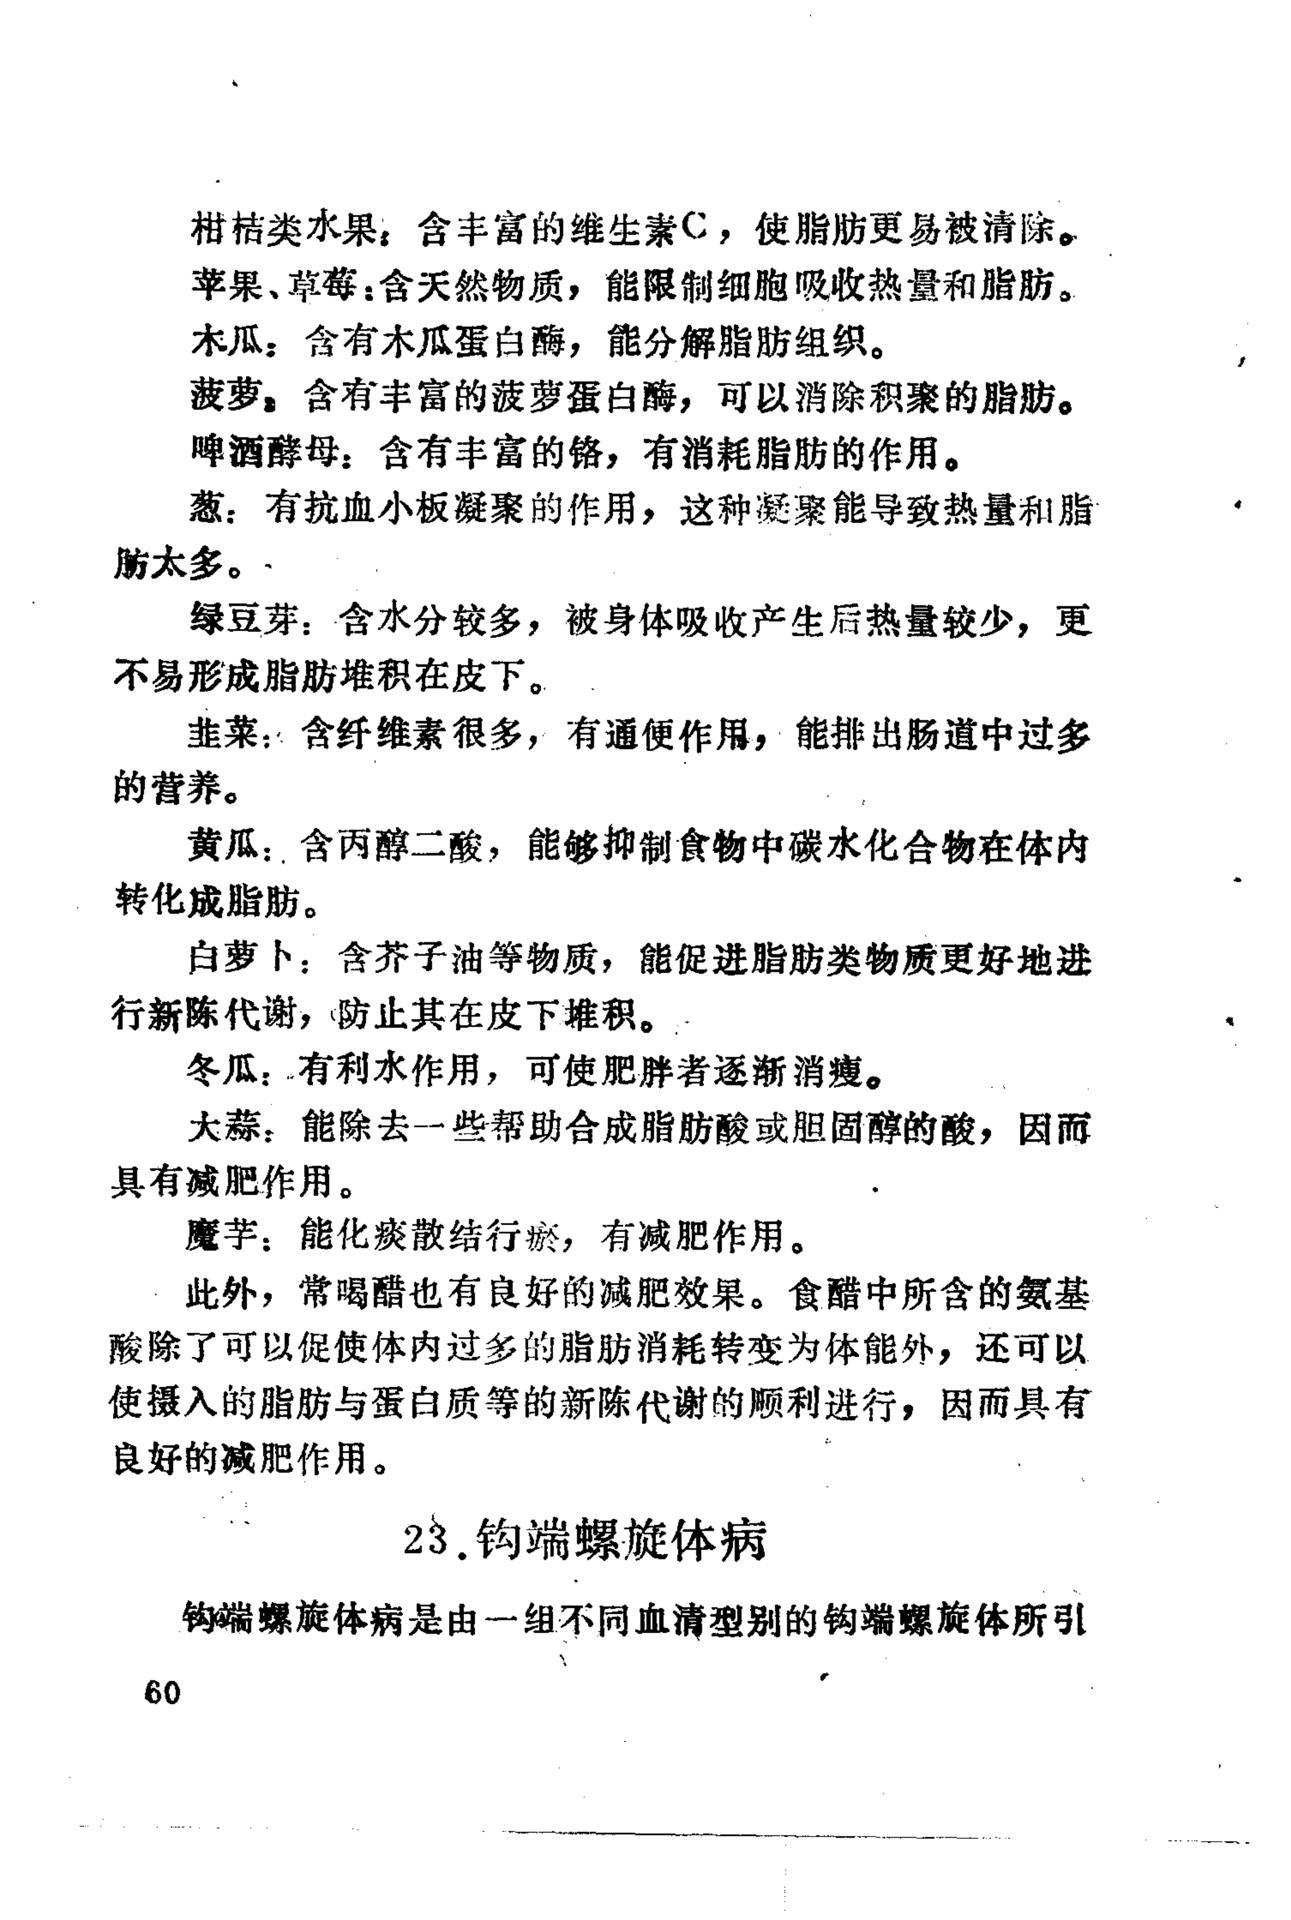 柑桔类水果：含丰富的维生素C，使脂肪更易被清除。
苹果、草莓：含天然物质，能限制细胞吸收热量和脂肪。
木瓜：含有木瓜蛋白酶，能分解脂肪组织。
菠萝：含有丰富的菠萝蛋白酶，可以消除积聚的脂肪。
啤酒酵母：含有丰富的铬，有消耗脂肪的作用。
葱：有抗血小板凝聚的作用，这种凝聚能导致热量和脂
肪太多。
绿豆芽：含水分较多，被身体吸收产生后热量较少，更
不易形成脂肪堆积在皮下。
韭菜：含纤维素很多，有通便作用，能排出肠道中过多
的营养。
黄瓜：含丙醇二酸，能够抑制食物中碳水化合物在体内
转化成脂肪。
白萝卜：含芥子油等物质，能促进脂肪类物质更好地进
行新陈代谢，防止其在皮下堆积。
冬瓜：有利水作用，可使肥胖者逐渐消瘦。
大蒜：能除去一些帮助合成脂肪酸或胆固醇的酸，因而
具有减肥作用。
魔芋：能化痰散结行瘀，有减肥作用。
此外，常喝醋也有良好的减肥效果。食醋中所含的氨基
酸除了可以促使体内过多的脂肪消耗转变为体能外，还可以
使摄入的脂肪与蛋白质等的新陈代谢的顺利进行，因而具有
良好的减肥作用。
23.钩端螺旋体病
钩端螺旋体病是由一组不同血清型别的钩端螺旋体所引
60